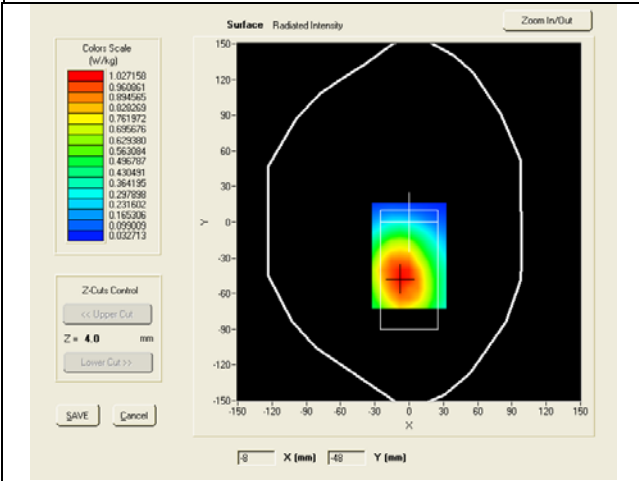 Surface Radiated Intensity
Zoom In/Out
Colors Scale
(W/kg)
1.027158
0.960861
0.894565
0.828269
0.761972
0.695676
0.629380
0.563084
0.496787
0.430491
0.364195
0.297898
0.231602
0.165306
0.099009
0.032713
150
120
90
60
30
0
-30
-60
-90
-120
-150
Y
-150 -120 -90 -60 -30 0 30 60 90 120 150
X
Z-Cuts Control
<< Upper Cut
Z = 4.0 mm
Lower Cut >>
SAVE Cancel
-8 X (mm) -48 Y (mm)